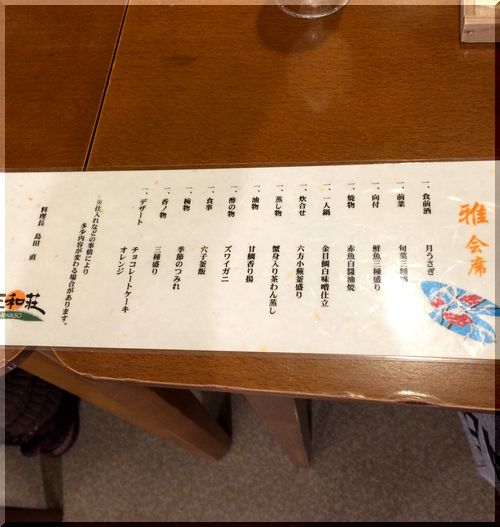 雅会席
一、食前酒 月うさぎ
一、前菜 旬菜三種盛り
一、向付 鮮魚三種盛り
一、焼物 赤魚白醤油焼
一、一人鍋 金目鯛白味噌仕立
一、炊合せ 六方小蕪釜盛り
一、蒸し物 蟹身入り茶わん蒸し
一、油物 甘鯛香り揚
一、酢の物 ズワイガニ
一、食事 穴子釜飯
一、椀物 季節のつみれ
一、香ノ物 三種盛り
一、デザート チョコレートケーキ
オレンジ
※仕入れなどの事情により
多少内容が変わる場合があります。
料理長 島田 直
三和荘